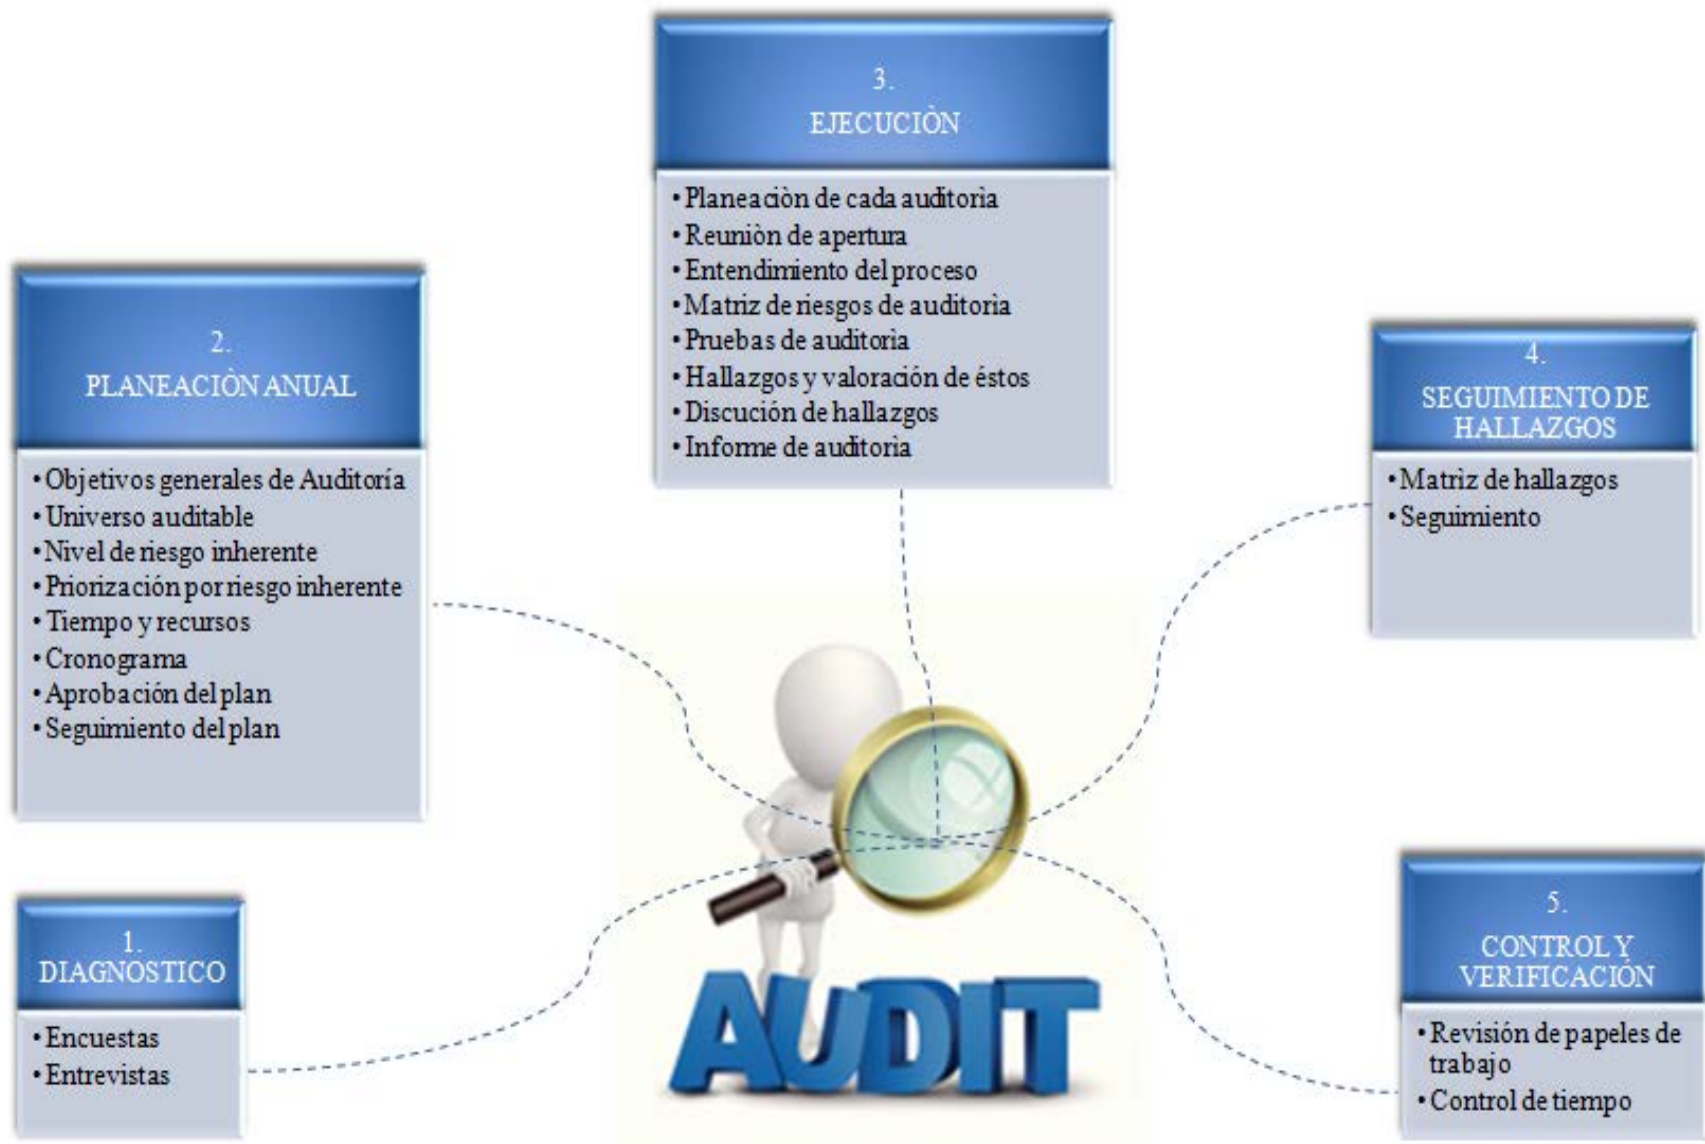 1.
DIAGNÓSTICO
• Encuestas
• Entrevistas
2.
PLANEACIÒN ANUAL
• Objetivos generales de Auditoría
• Universo auditable
• Nivel de riesgo inherente
• Priorización por riesgo inherente
• Tiempo y recursos
• Cronograma
• Aprobación del plan
• Seguimiento del plan
3.
EJECUCIÒN
• Planeaciòn de cada auditorìa
• Reuniòn de apertura
• Entendimiento del proceso
• Matriz de riesgos de auditorìa
• Pruebas de auditorìa
• Hallazgos y valoración de éstos
• Discución de hallazgos
• Informe de auditoria
4.
SEGUIMIENTO DE
HALLAZGOS
• Matriz de hallazgos
• Seguimiento
5.
CONTROL Y
VERIFICACIÓN
• Revisión de papeles de
trabajo
• Control de tiempo
AUDIT